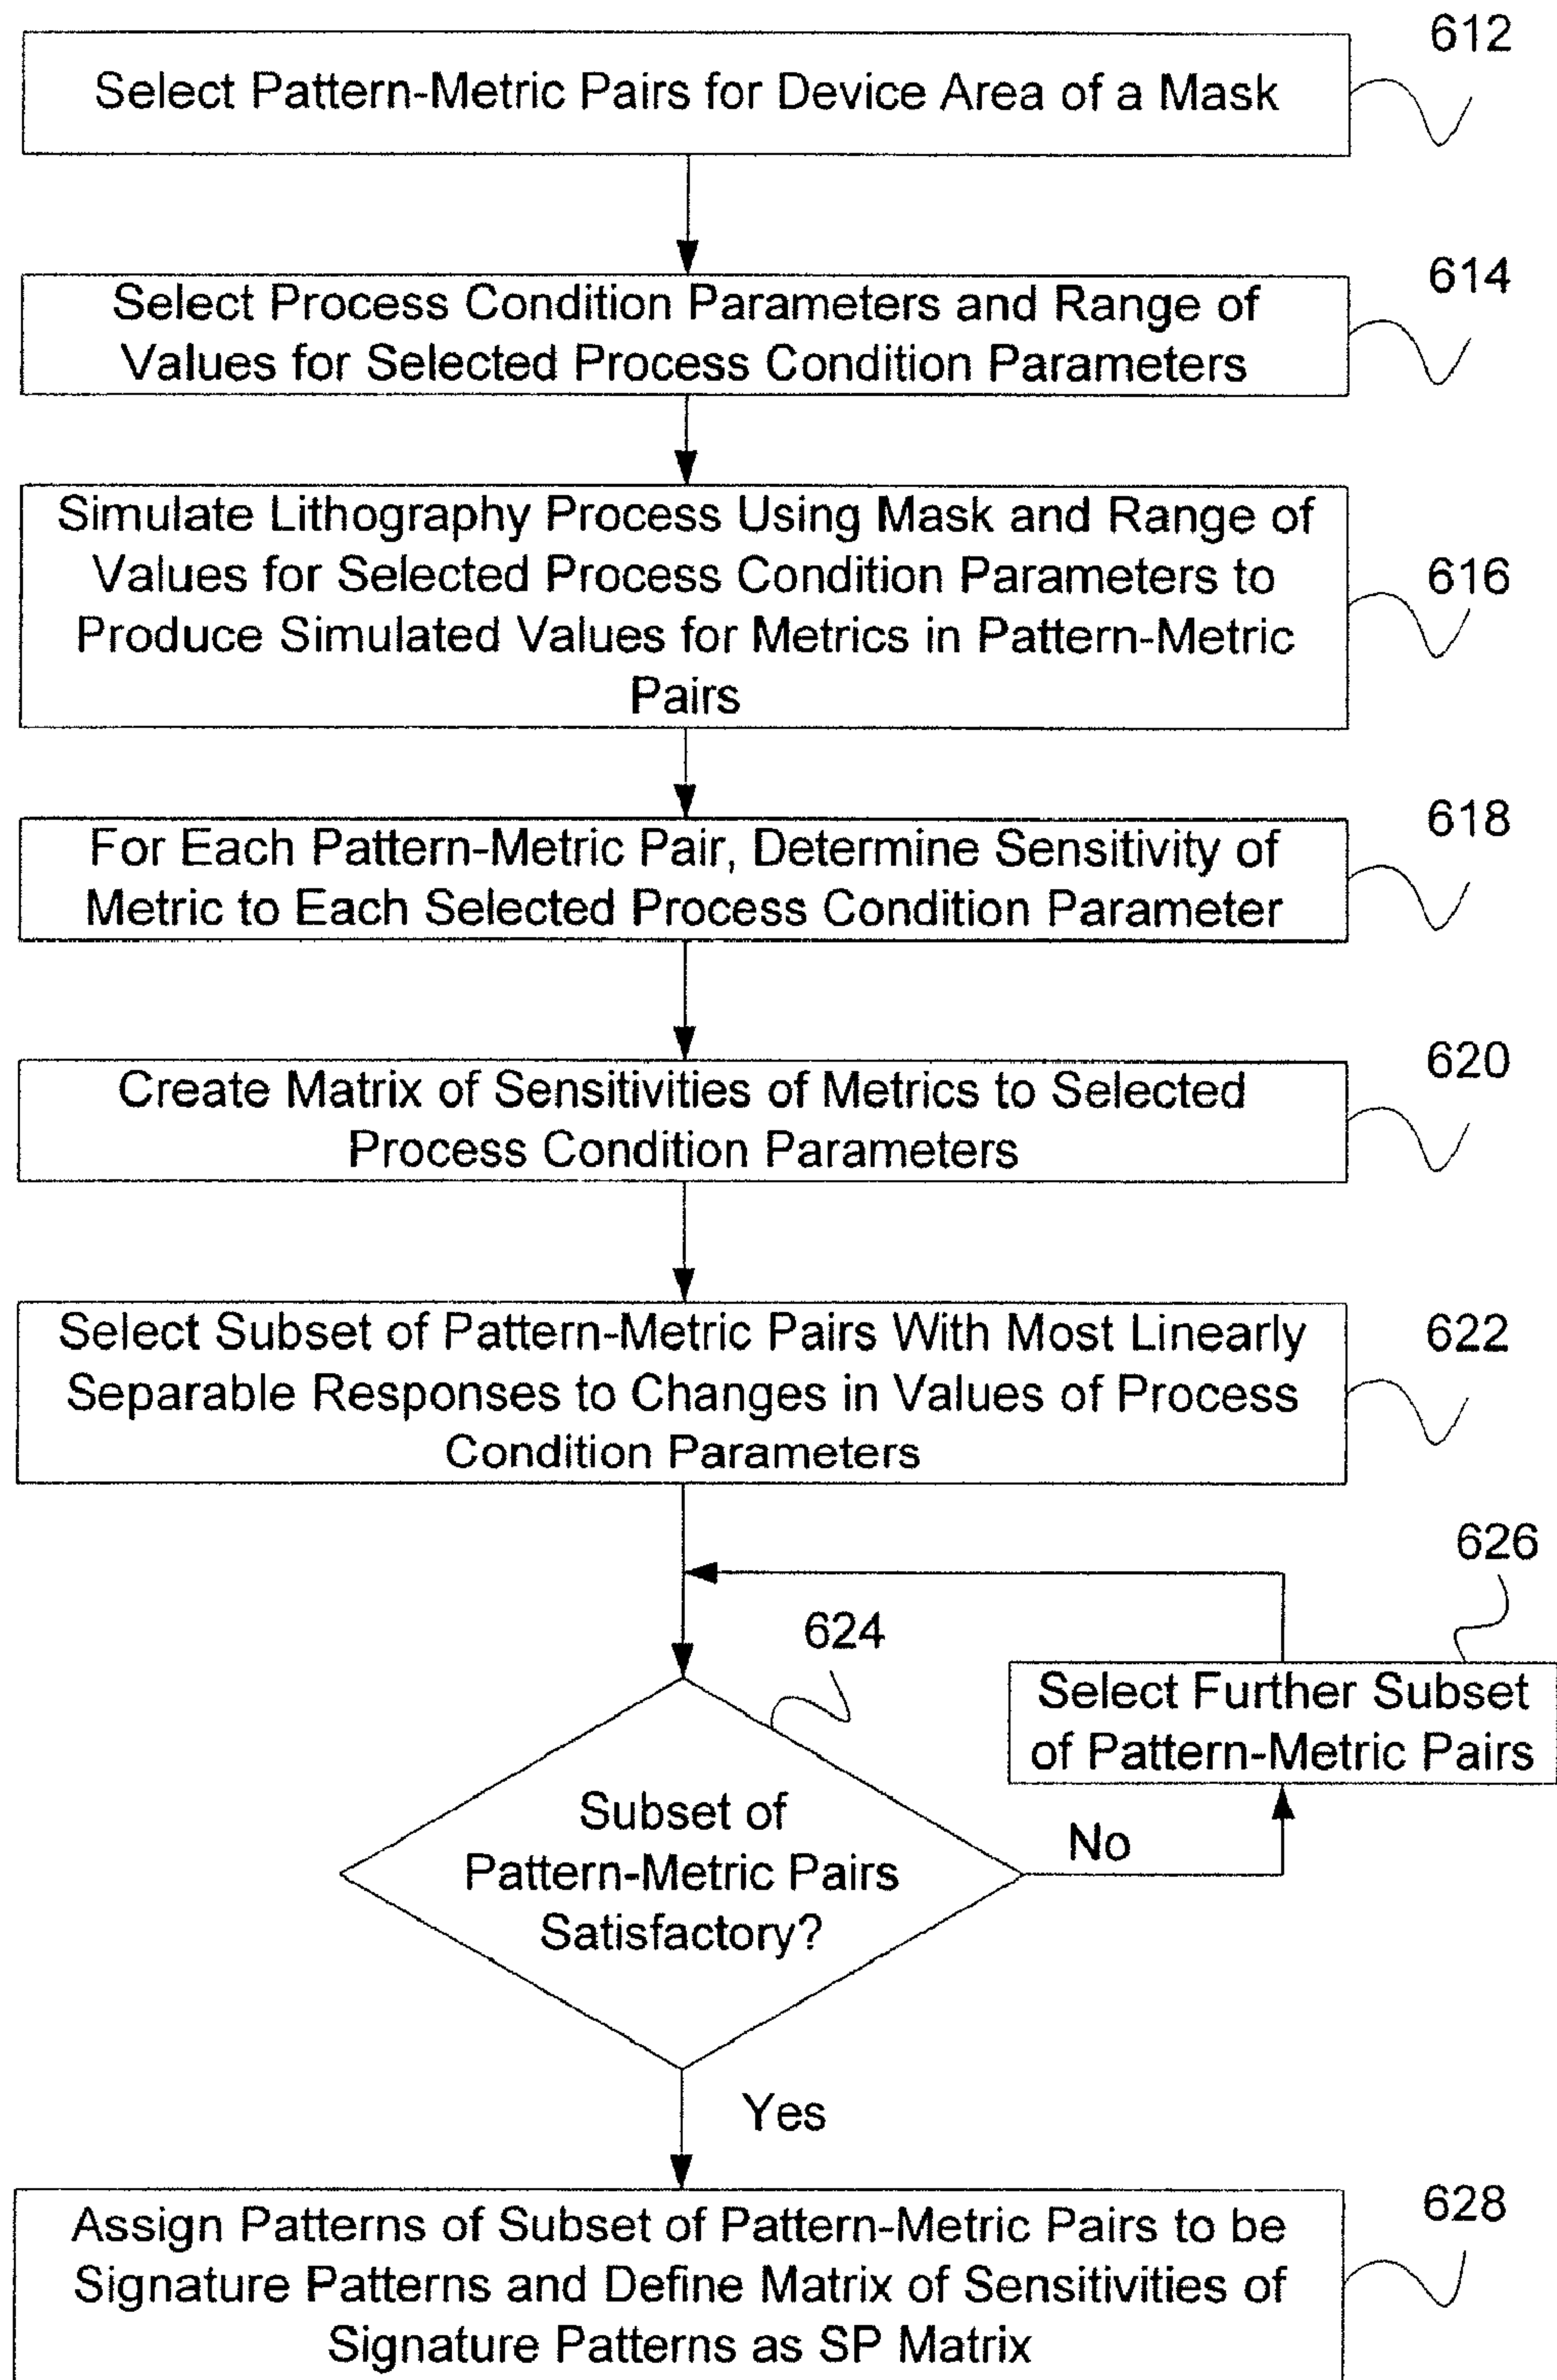 612
Select Pattern-Metric Pairs for Device Area of a Mask
614
Select Process Condition Parameters and Range of
Values for Selected Process Condition Parameters
Simulate Lithography Process Using Mask and Range of
Values for Selected Process Condition Parameters to
616
Produce Simulated Values for Metrics in Pattern-Metric
Pairs
618
For Each Pattern-Metric Pair, Determine Sensitivity of
Metric to Each Selected Process Condition Parameter
620
Create Matrix of Sensitivities of Metrics to Selected
Process Condition Parameters
622
Select Subset of Pattern-Metric Pairs With Most Linearly
Separable Responses to Changes in Values of Process
Condition Parameters
626
624
Select Further Subset
of Pattern-Metric Pairs
Subset of
Pattern-Metric Pairs
Satisfactory?
No
Yes
628
Assign Patterns of Subset of Pattern-Metric Pairs to be
Signature Patterns and Define Matrix of Sensitivities of
Signature Patterns as SP Matrix